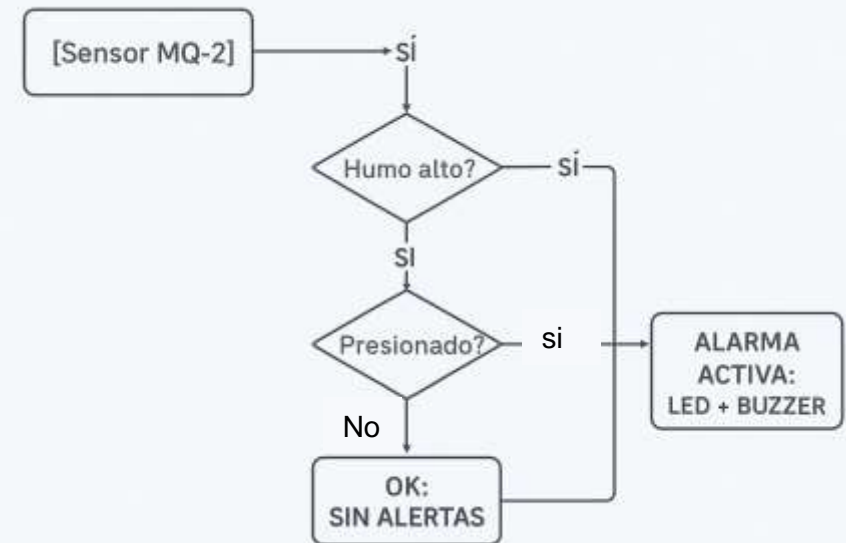 [Sensor MQ-2]
SÍ
Humo alto?
SÍ
SI
Presionado?
si
ALARMA
ACTIVA:
LED + BUZZER
No
OK:
SIN ALERTAS